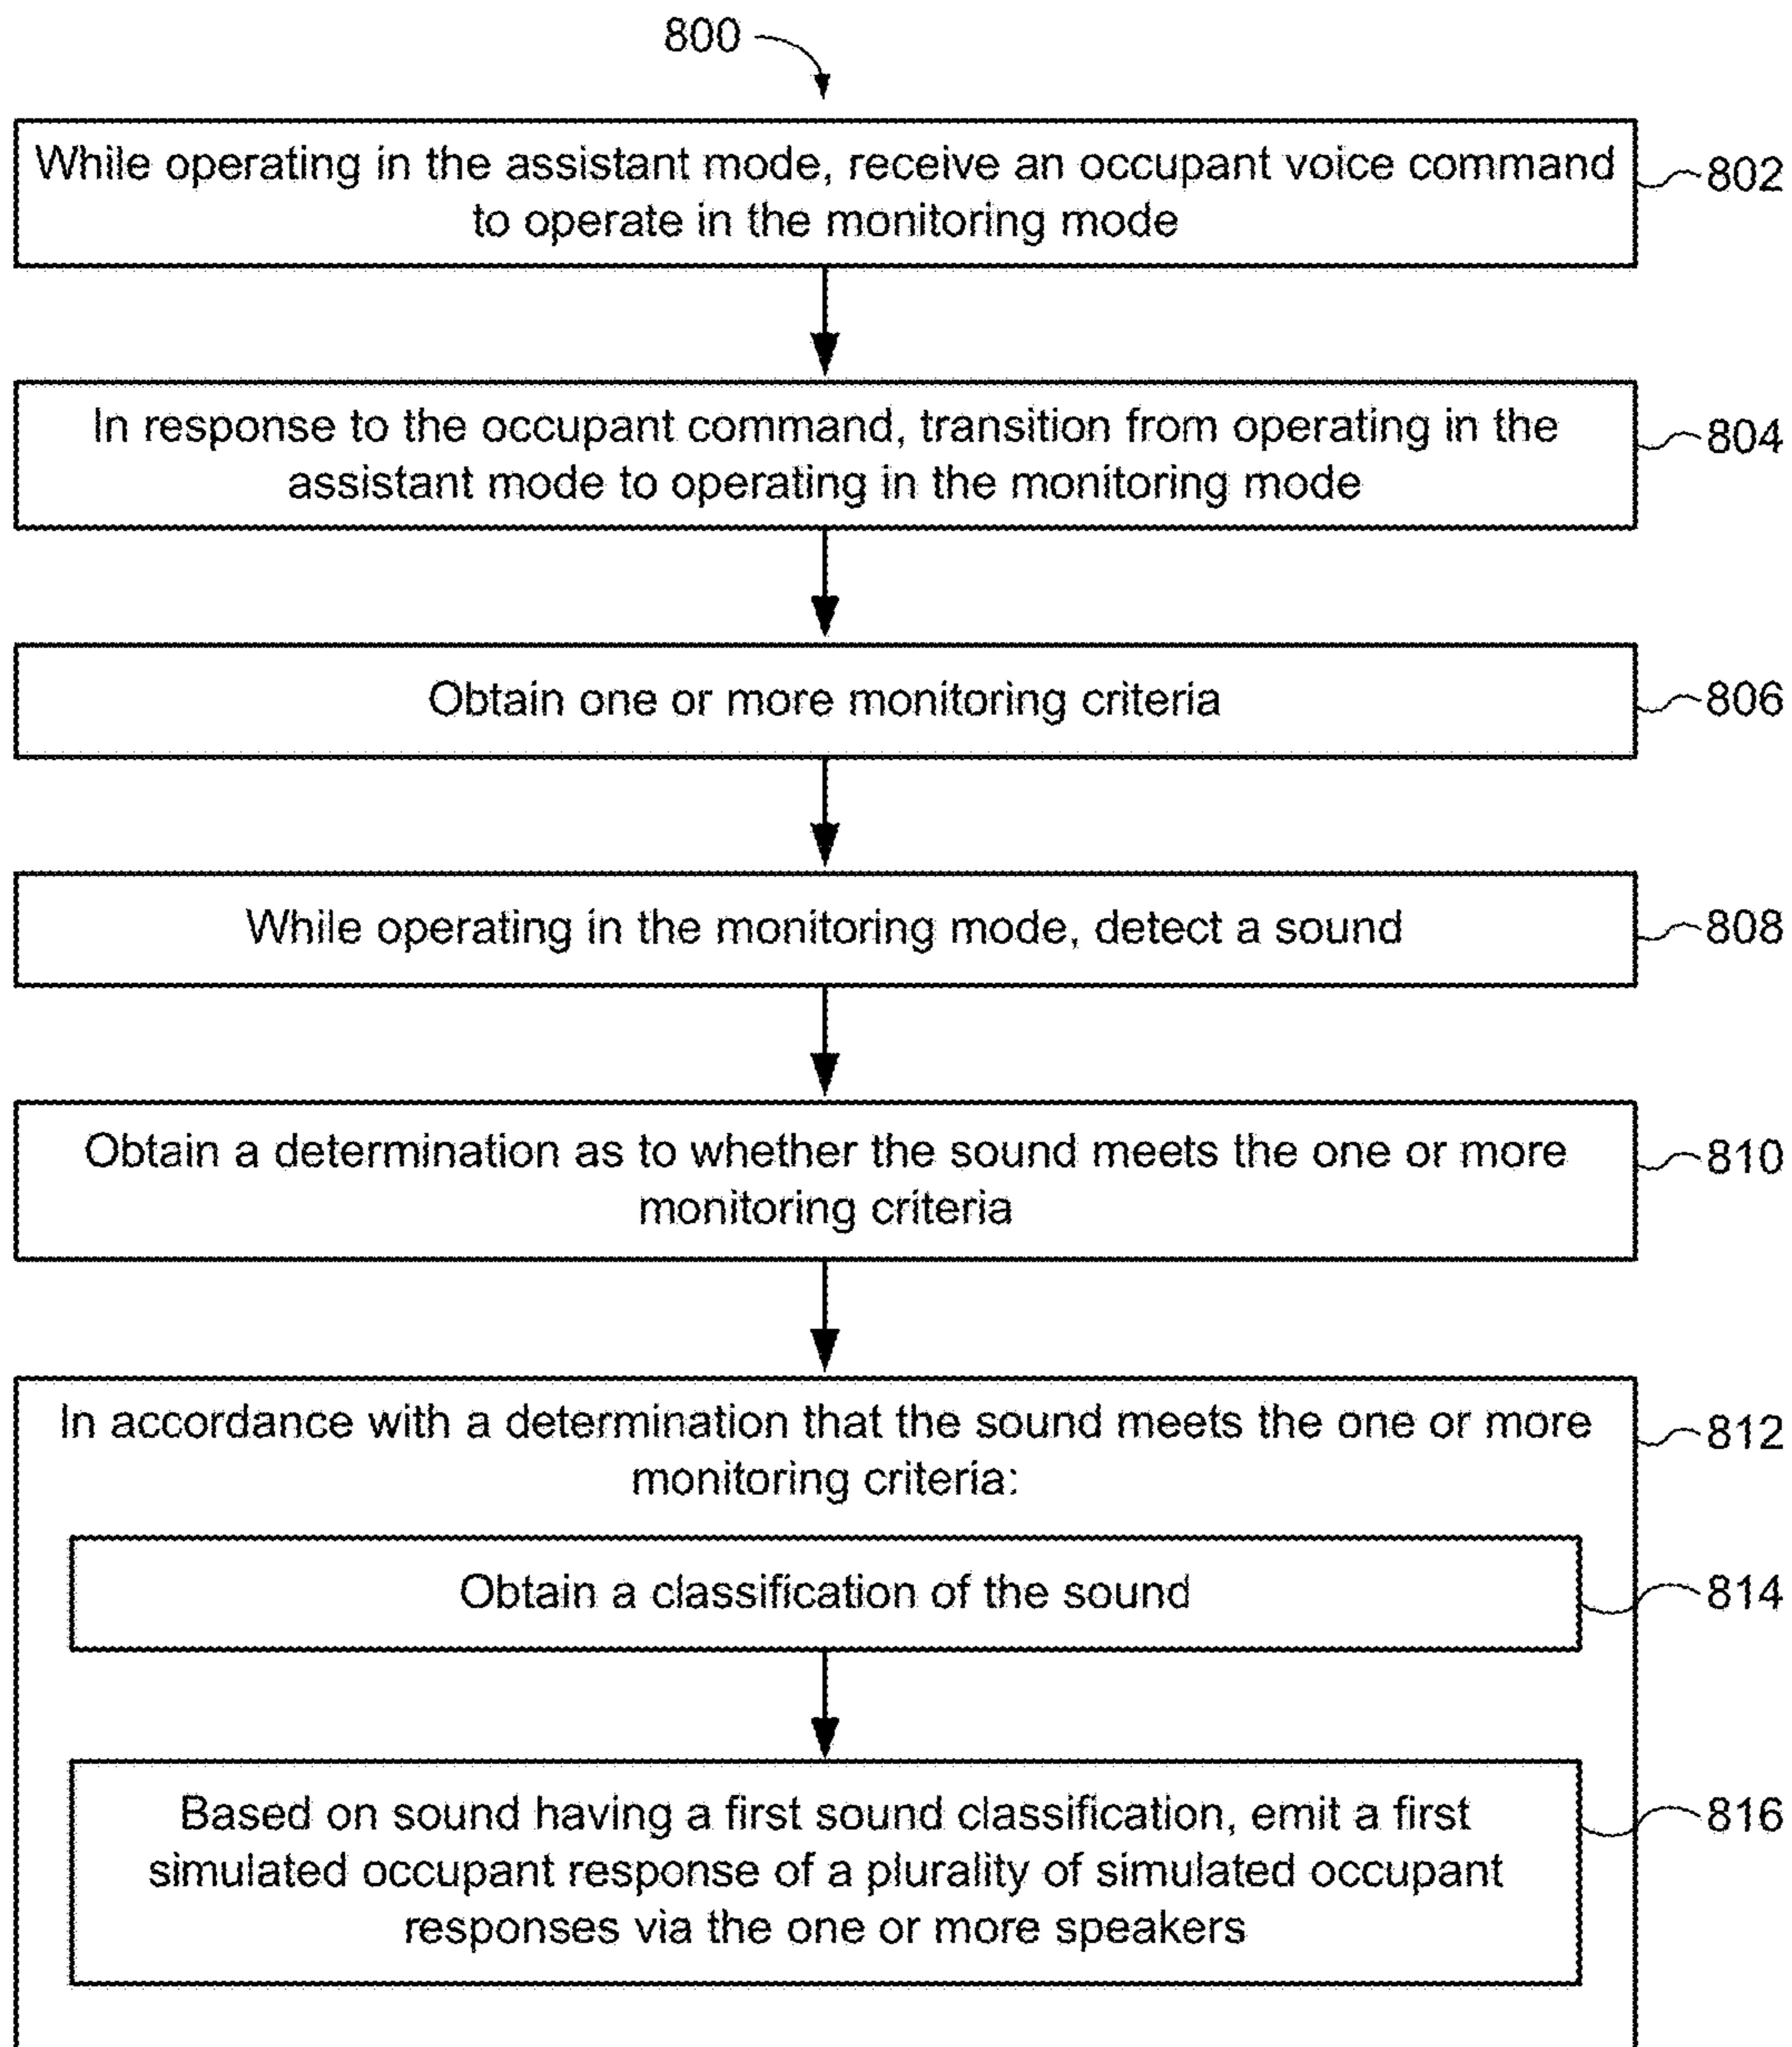 800
While operating in the assistant mode, receive an occupant voice command
to operate in the monitoring mode
802
In response to the occupant command, transition from operating in the
assistant mode to operating in the monitoring mode
804
Obtain one or more monitoring criteria
806
While operating in the monitoring mode, detect a sound
808
Obtain a determination as to whether the sound meets the one or more
monitoring criteria
810
In accordance with a determination that the sound meets the one or more
monitoring criteria:
812
Obtain a classification of the sound
814
Based on sound having a first sound classification, emit a first
simulated occupant response of a plurality of simulated occupant
responses via the one or more speakers
816